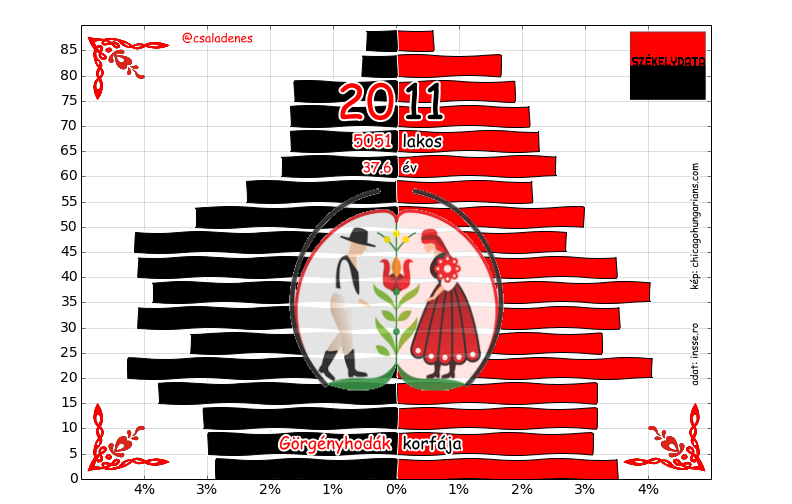 @csaladenes
SZÉKELYDATA
2011
5051 lakos
37.6 év
kép: chicagohungarians.com
adat: insse.ro
Görgényhodák korfája
85
80
75
70
65
60
55
50
45
40
35
30
25
20
15
10
5
0
4% 3% 2% 1% 0% 1% 2% 3% 4%